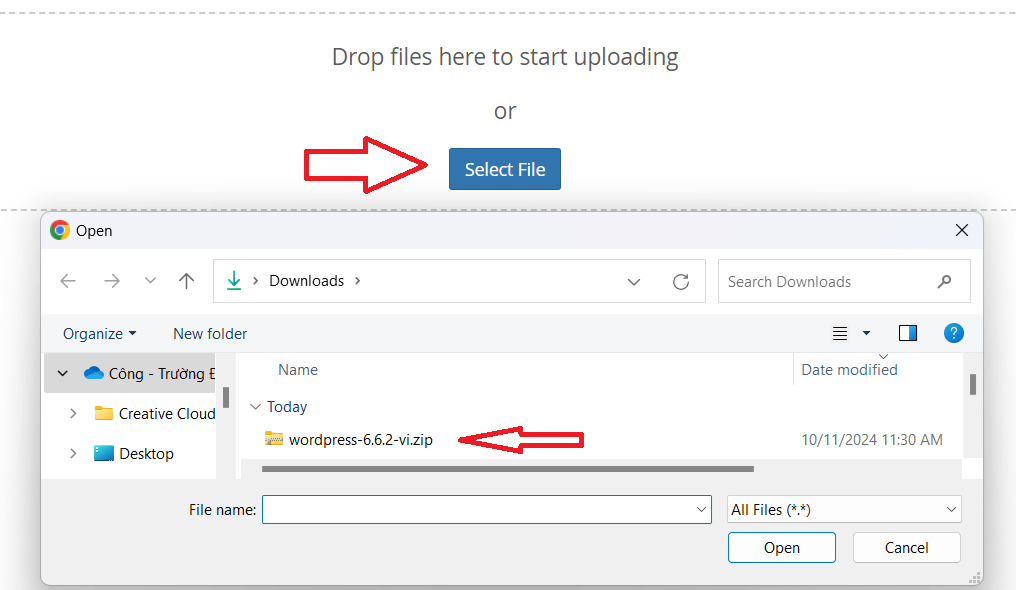 Drop files here to start uploading
or
Select File
Open
Downloads
Search Downloads
Organize
New folder
?
Công - Trường Đ
Name
Date modified
Creative Cloud
Today
Desktop
wordpress-6.6.2-vi.zip
10/11/2024 11:30 AM
File name:
All Files (*.*)
Open
Cancel